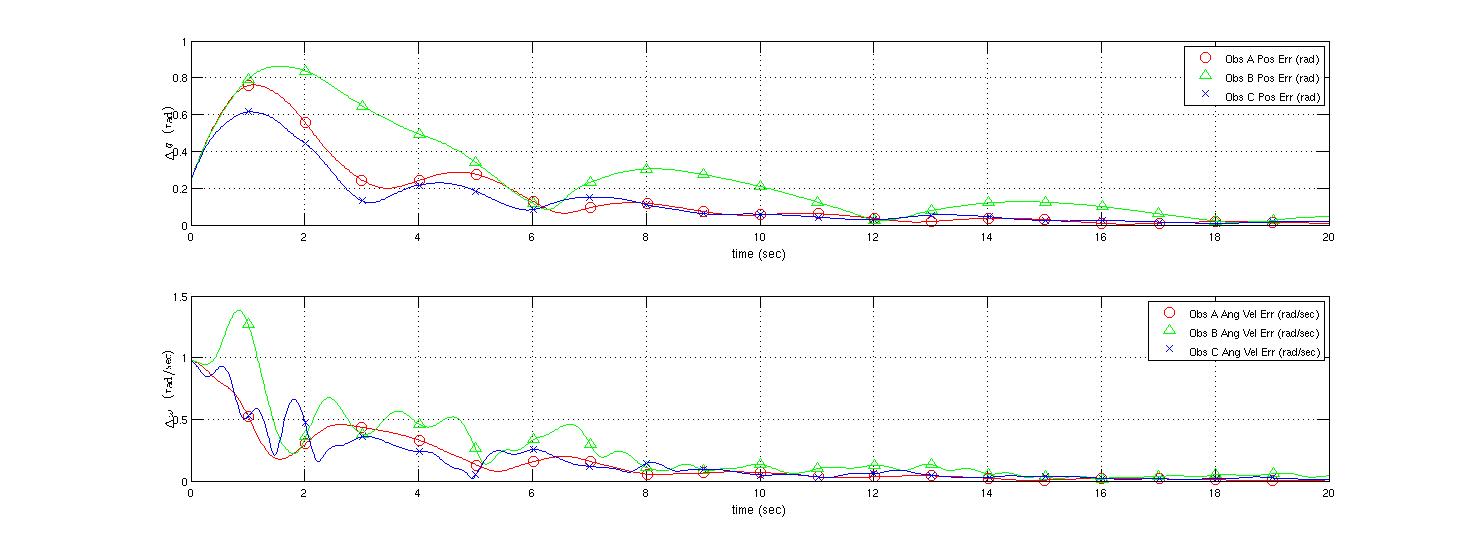 1
0.8
0.6
0.4
0.2
0
Δ q (rad)
0 2 4 6 8 10 12 14 16 18 20
time (sec)
Obs A Pos Err (rad)
Obs B Pos Err (rad)
Obs C Pos Err (rad)
1.5
1
0.5
0
Δ ω (rad/sec)
0 2 4 6 8 10 12 14 16 18 20
time (sec)
Obs A Ang Vel Err (rad/sec)
Obs B Ang Vel Err (rad/sec)
Obs C Ang Vel Err (rad/sec)